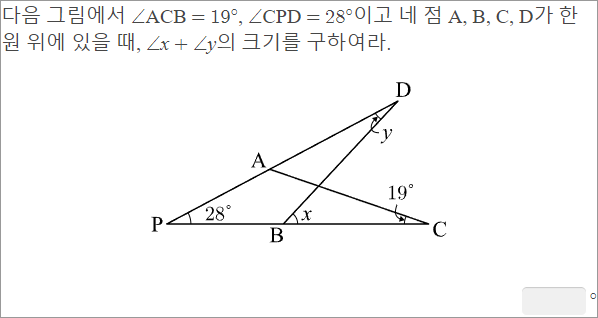 다음 그림에서 ∠ACB = 19°, ∠CPD = 28°이고 네 점 A, B, C, D가 한
원 위에 있을 때, ∠x + ∠y의 크기를 구하여라.
D
y
A
19°
P
28°
x
B
C
°